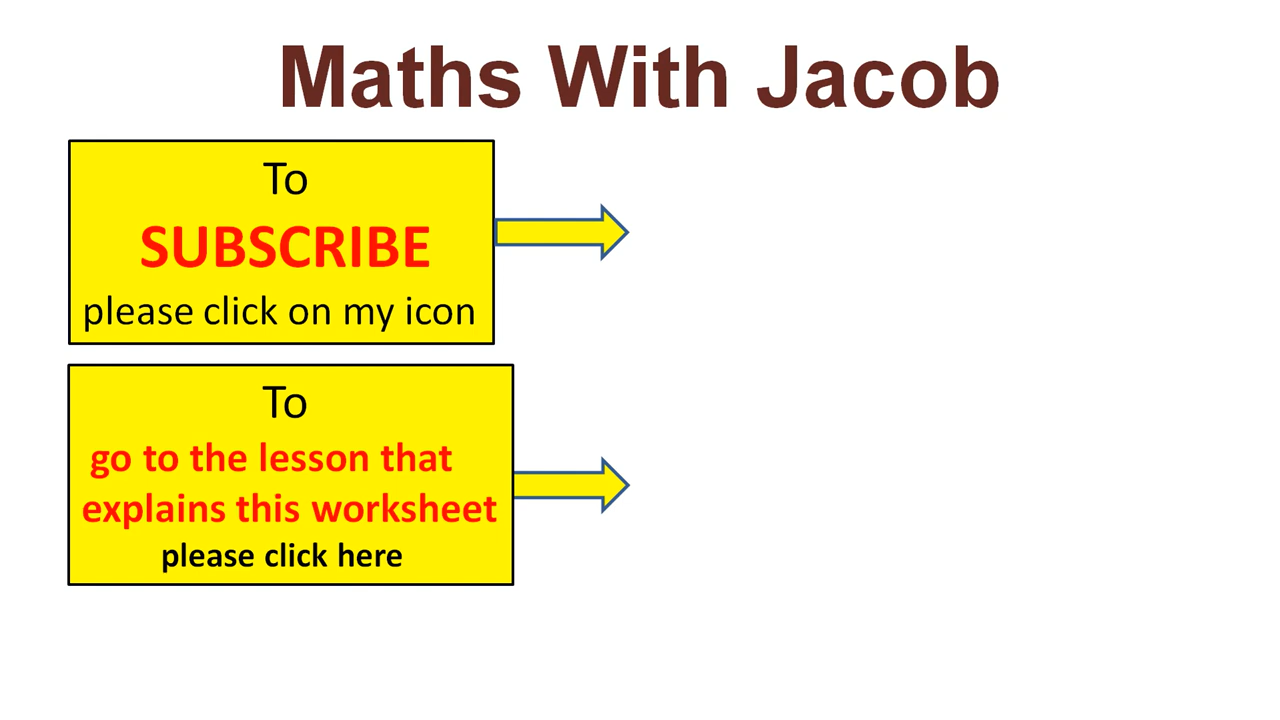 Maths With Jacob
To
SUBSCRIBE
please click on my icon
To
go to the lesson that
explains this worksheet
please click here